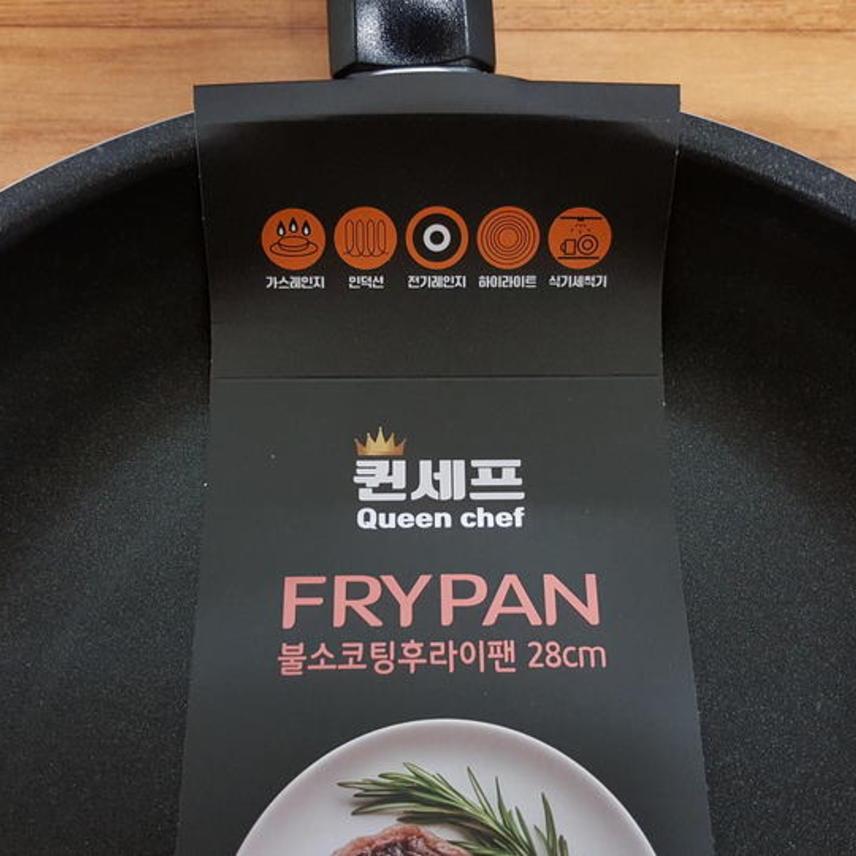 가스레인지 인덕션 전기레인지 하이라이트 식기세척기
퀸세프
Queen chef
FRYPAN
불소코팅후라이팬 28cm